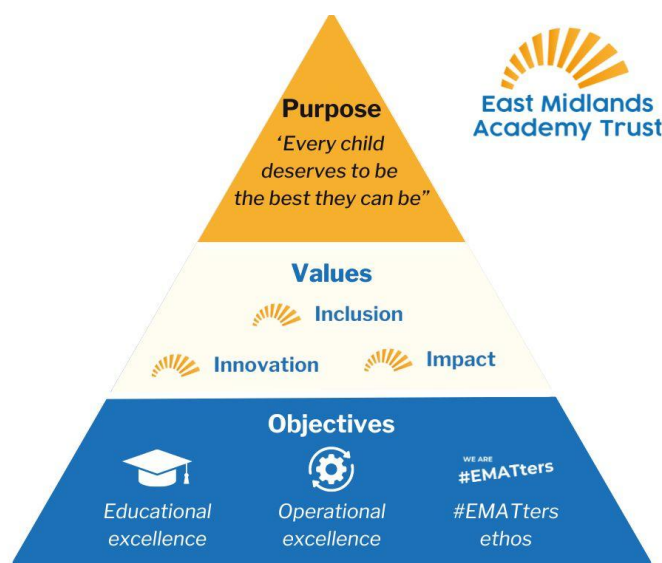 East Midlands
Academy Trust
Purpose
‘Every child
deserves to be
the best they can be”
Values
Inclusion
Innovation
Impact
Objectives
WE ARE
#EMATters
Educational
excellence
Operational
excellence
#EMATters
ethos